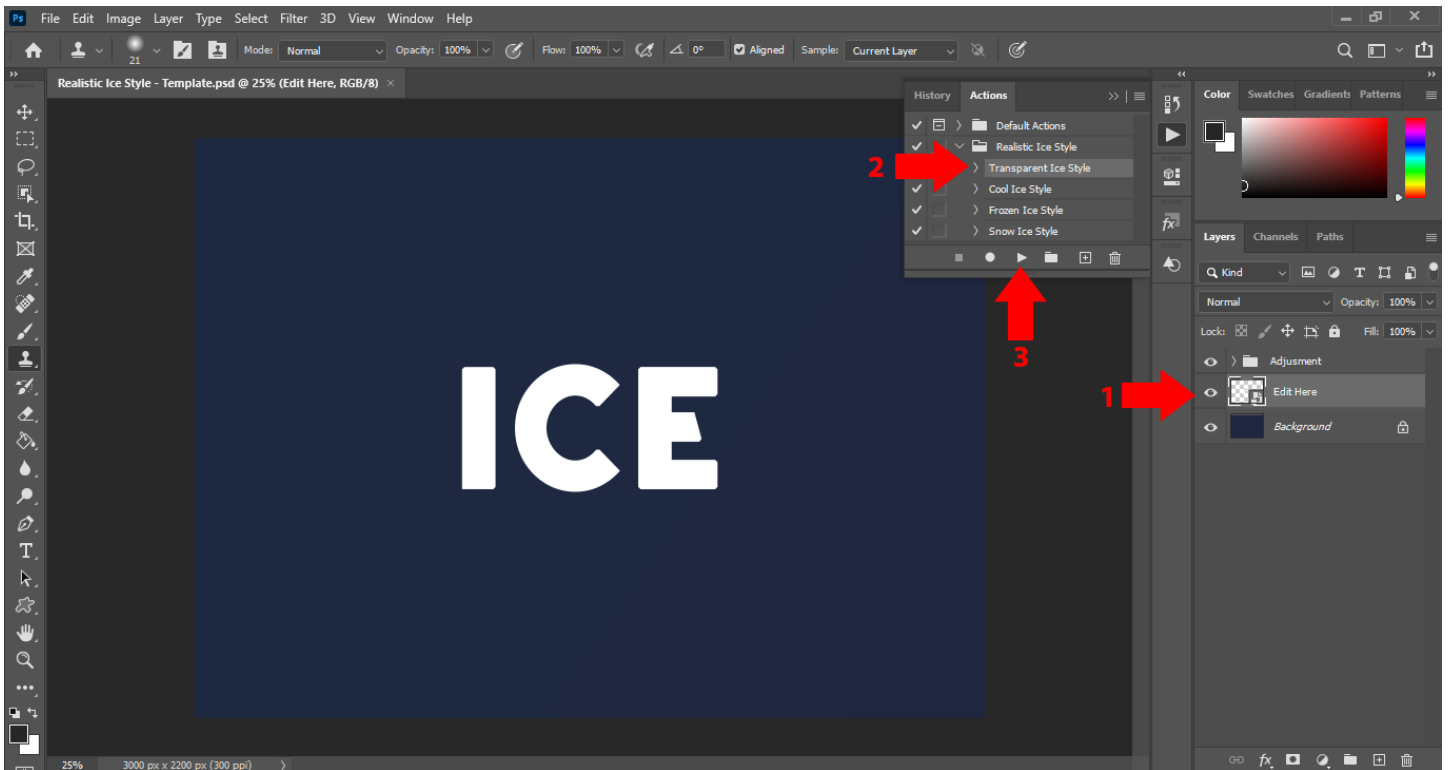 Ps File Edit Image Layer Type Select Filter 3D View Window Help
21 Mode: Normal Opacity: 100% Flow: 100% 0° Aligned Sample: Current Layer
Realistic Ice Style - Template.psd @ 25% (Edit Here, RGB/8) ×
History Actions
Default Actions
Realistic Ice Style
2 Transparent Ice Style
Cool Ice Style
Frozen Ice Style
Snow Ice Style
3
ICE
Color Swatches Gradients Patterns
fx
Layers Channels Paths
Kind
Normal Opacity: 100%
Lock: Fill: 100%
Adjusment
1 Edit Here
Background
fx
25% 3000 px x 2200 px (300 ppi)